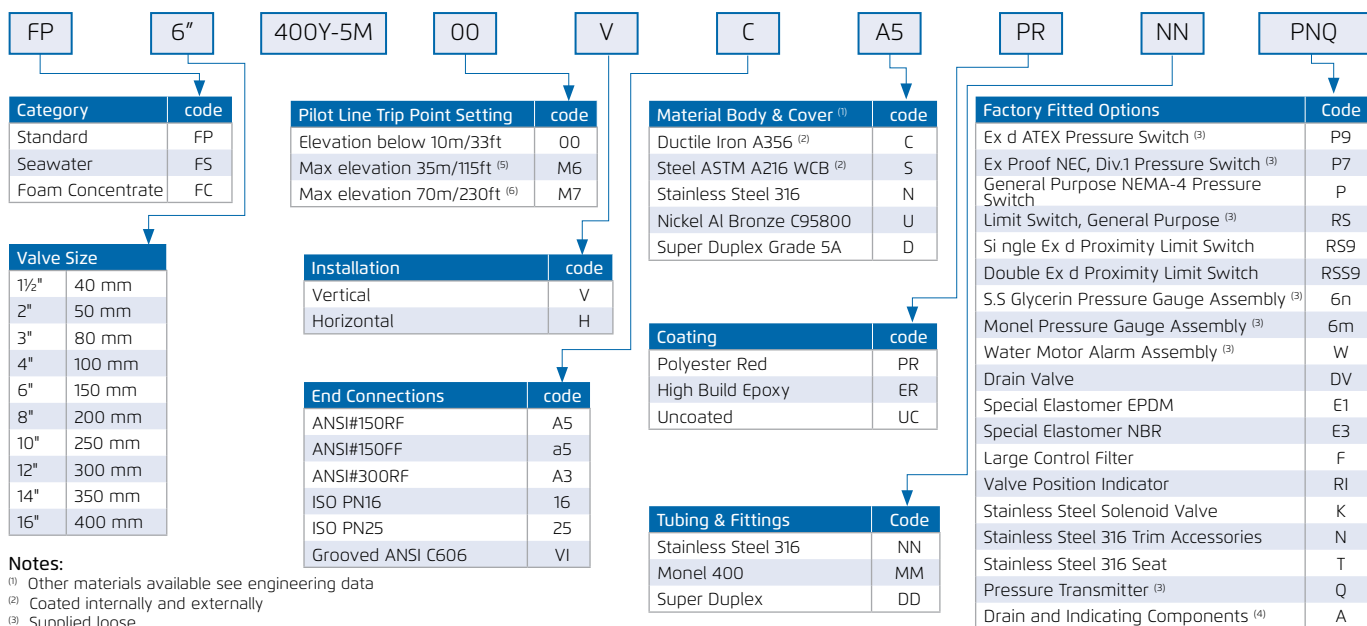 FP 6" 400Y-5M 00 V C A5 PR NN PNQ
Category code
Standard FP
Seawater FS
Foam Concentrate FC
Valve Size
1½" 40 mm
2" 50 mm
3" 80 mm
4" 100 mm
6" 150 mm
8" 200 mm
10" 250 mm
12" 300 mm
14" 350 mm
16" 400 mm
Notes:
(1) Other materials available see engineering data
(2) Coated internally and externally
(3) Supplied loose
Pilot Line Trip Point Setting code
Elevation below 10m/33ft 00
Max elevation 35m/115ft (5) M6
Max elevation 70m/230ft (6) M7
Installation code
Vertical V
Horizontal H
End Connections code
ANSI#150RF A5
ANSI#150FF a5
ANSI#300RF A3
ISO PN16 16
ISO PN25 25
Grooved ANSI C606 VI
Material Body & Cover (1) code
Ductile Iron A356 (2) C
Steel ASTM A216 WCB (2) S
Stainless Steel 316 N
Nickel Al Bronze C95800 U
Super Duplex Grade 5A D
Coating code
Polyester Red PR
High Build Epoxy ER
Uncoated UC
Tubing & Fittings Code
Stainless Steel 316 NN
Monel 400 MM
Super Duplex DD
Factory Fitted Options Code
Ex d ATEX Pressure Switch (3) P9
Ex Proof NEC, Div.1 Pressure Switch (3) P7
General Purpose NEMA-4 Pressure
Switch P
Limit Switch, General Purpose (3) RS
Si ngle Ex d Proximity Limit Switch RS9
Double Ex d Proximity Limit Switch RSS9
S.S Glycerin Pressure Gauge Assembly (3) 6n
Monel Pressure Gauge Assembly (3) 6m
Water Motor Alarm Assembly (3) W
Drain Valve DV
Special Elastomer EPDM E1
Special Elastomer NBR E3
Large Control Filter F
Valve Position Indicator RI
Stainless Steel Solenoid Valve K
Stainless Steel 316 Trim Accessories N
Stainless Steel 316 Seat T
Pressure Transmitter (3) Q
Drain and Indicating Components (4) A